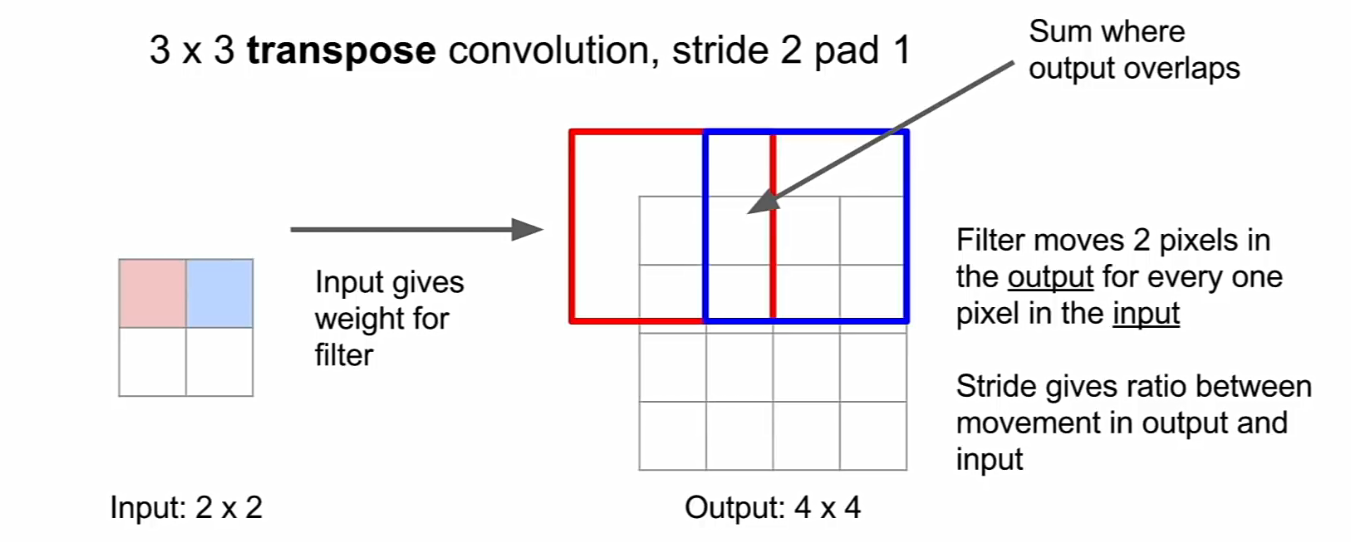 3 x 3 transpose convolution, stride 2 pad 1
Sum where
output overlaps
Input gives
weight for
filter
Filter moves 2 pixels in
the output for every one
pixel in the input
Stride gives ratio between
movement in output and
input
Input: 2 x 2
Output: 4 x 4